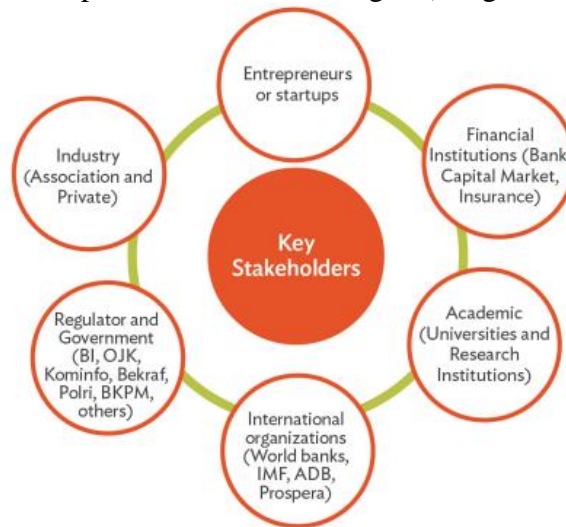 Entrepreneurs
or startups
Financial
Institutions (Bank
Capital Market,
Insurance)
Industry
(Association and
Private)
Key
Stakeholders
Regulator and
Government
(BI, OJK,
Kominfo, Bekraf,
Polri, BKPM,
others)
Academic
(Universities and
Research
Institutions)
International
organizations
(World banks,
IMF, ADB,
Prospera)